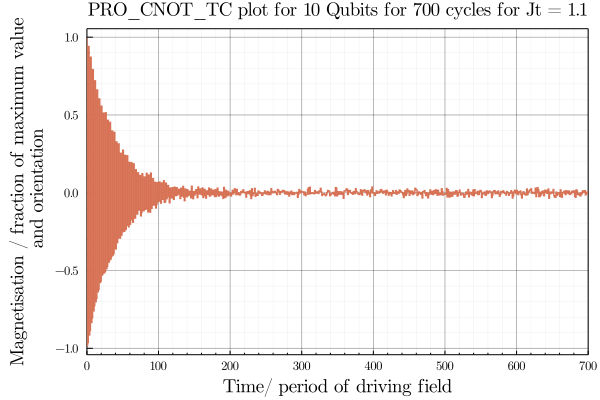 PRO_CNOT_TC plot for 10 Qubits for 700 cycles for Jt = 1.1
Magnetisation / fraction of maximum value
and orientation
1.0
0.5
0.0
−0.5
−1.0
0 100 200 300 400 500 600 700
Time/ period of driving field